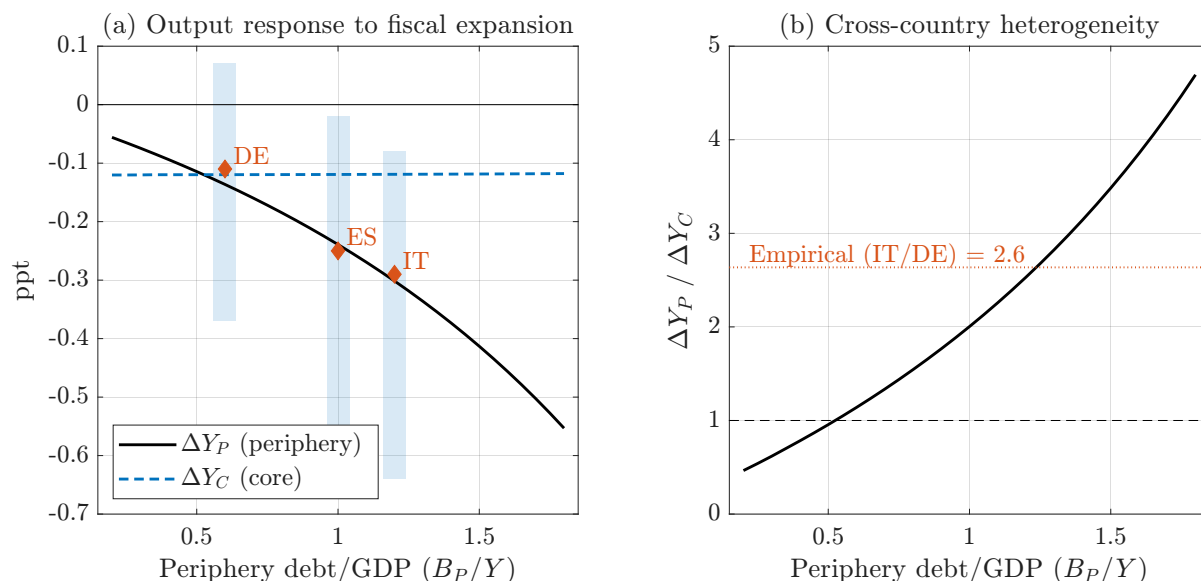 (a) Output response to fiscal expansion
0.1
0
-0.1
-0.2
-0.3
-0.4
-0.5
-0.6
-0.7
ppt
DE
ES
IT
ΔY_P (periphery)
ΔY_C (core)
0.5
1
1.5
Periphery debt/GDP (B_P/Y)
(b) Cross-country heterogeneity
5
4
3
2
1
0
ΔY_P / ΔY_C
Empirical (IT/DE) = 2.6
0.5
1
1.5
Periphery debt/GDP (B_P/Y)